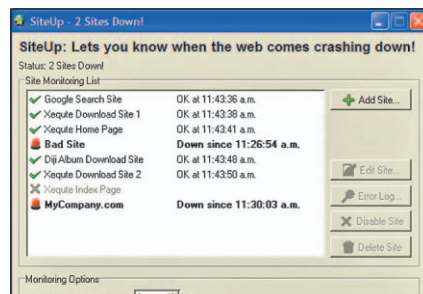 SiteUp - 2 Sites Down!
SiteUp: Lets you know when the web comes crashing down!
Status: 2 Sites Down!
Site Monitoring List
Google Search Site OK at 11:43:36 a.m.
Xequte Download Site 1 OK at 11:43:38 a.m.
Xequte Home Page OK at 11:43:41 a.m.
Bad Site Down since 11:26:54 a.m.
Diji Album Download Site OK at 11:43:48 a.m.
Xequte Download Site 2 OK at 11:43:50 a.m.
Xequte Index Page
MyCompany.com Down since 11:30:03 a.m.
Add Site...
Edit Site...
Error Log...
Disable Site
Delete Site
Monitoring Options